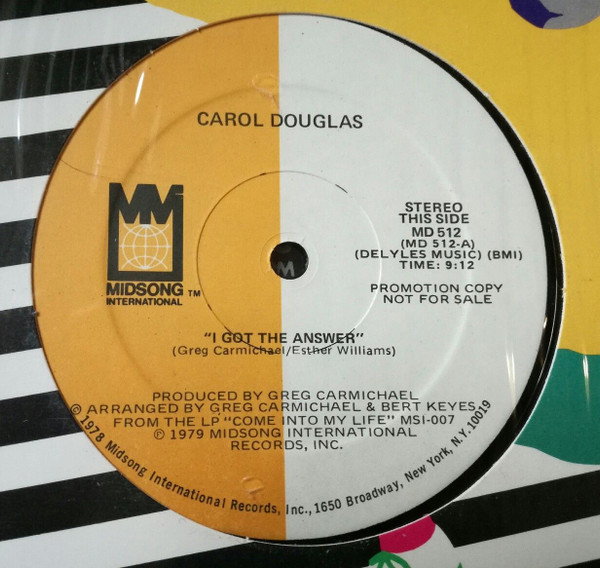 CAROL DOUGLAS
MM
MIDSONG TM
INTERNATIONAL
STEREO
THIS SIDE
MD 512
(MD 512-A)
(DELYLES MUSIC) (BMI)
TIME: 9:12
PROMOTION COPY
NOT FOR SALE
M
"I GOT THE ANSWER"
(Greg Carmichael/Esther Williams)
PRODUCED BY GREG CARMICHAEL
ARRANGED BY GREG CARMICHAEL & BERT KEYES
FROM THE LP "COME INTO MY LIFE" MSI-007
℗ 1979 MIDSONG INTERNATIONAL
RECORDS, INC.
© 1978 Midsong International Records, Inc., 1650 Broadway, New York, N.Y. 10019